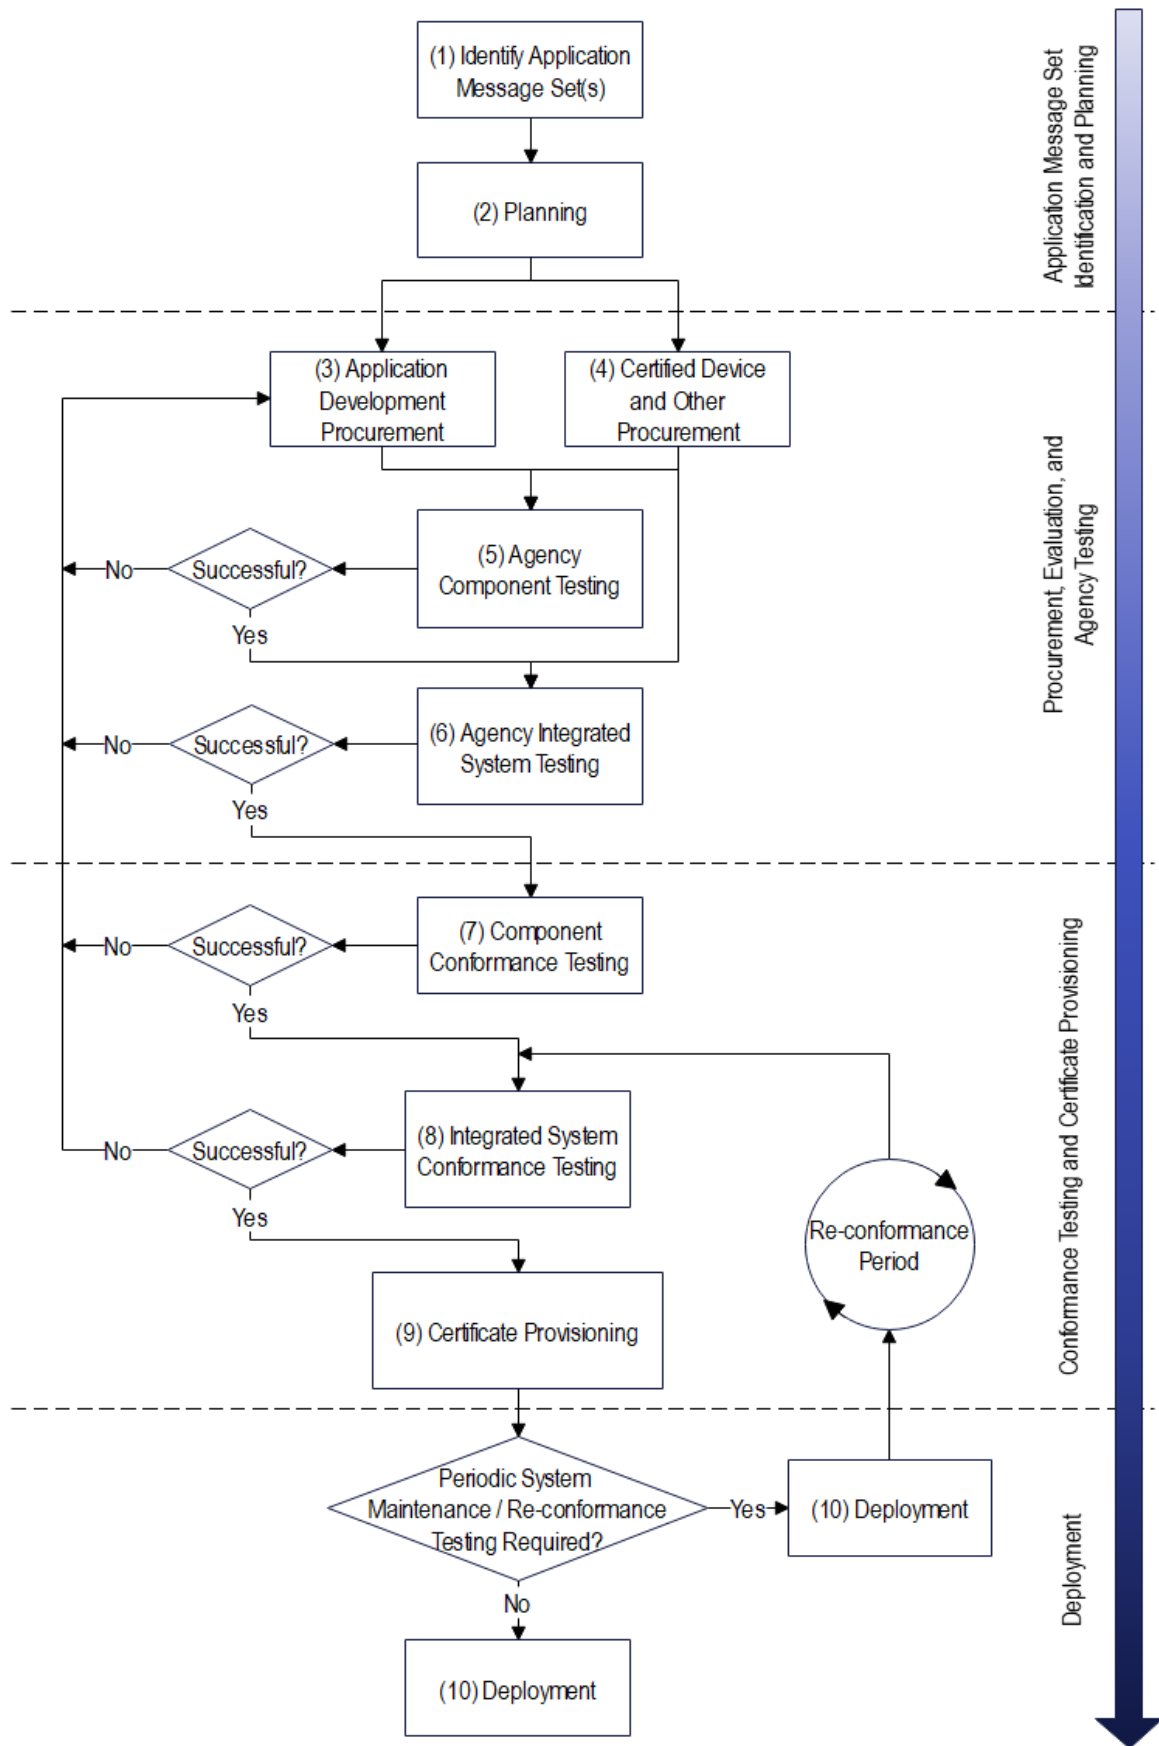 (1) Identify Application
Message Set(s)
Application Message Set
Identification and Planning
(2) Planning
(3) Application
Development
Procurement
(4) Certified Device
and Other
Procurement
Procurement, Evaluation, and
Agency Testing
(5) Agency
Component Testing
Successful?
No
Yes
(6) Agency Integrated
System Testing
Successful?
No
Yes
(7) Component
Conformance Testing
Successful?
No
Yes
Conformance Testing and Certificate Provisioning
(8) Integrated System
Conformance Testing
Successful?
No
Yes
Re-conformance
Period
(9) Certificate Provisioning
Periodic System
Maintenance / Re-conformance
Testing Required?
Yes
(10) Deployment
Deployment
No
(10) Deployment